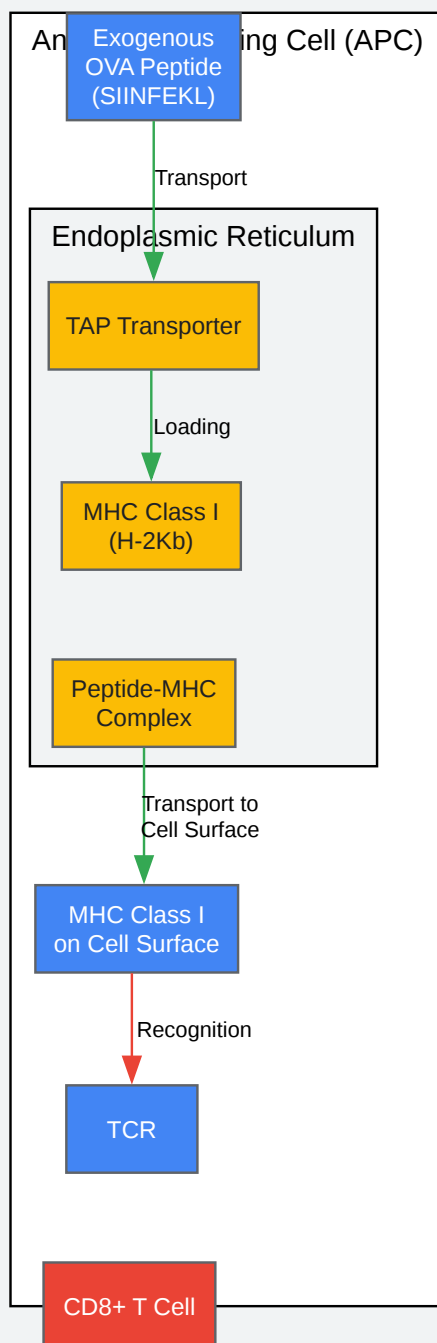 An
ing Cell (APC)
Exogenous
OVA Peptide
(SIINFEKL)
Transport
Endoplasmic Reticulum
TAP Transporter
Loading
MHC Class I
(H-2Kb)
Peptide-MHC
Complex
Transport to
Cell Surface
MHC Class I
on Cell Surface
Recognition
TCR
CD8+ T Cell